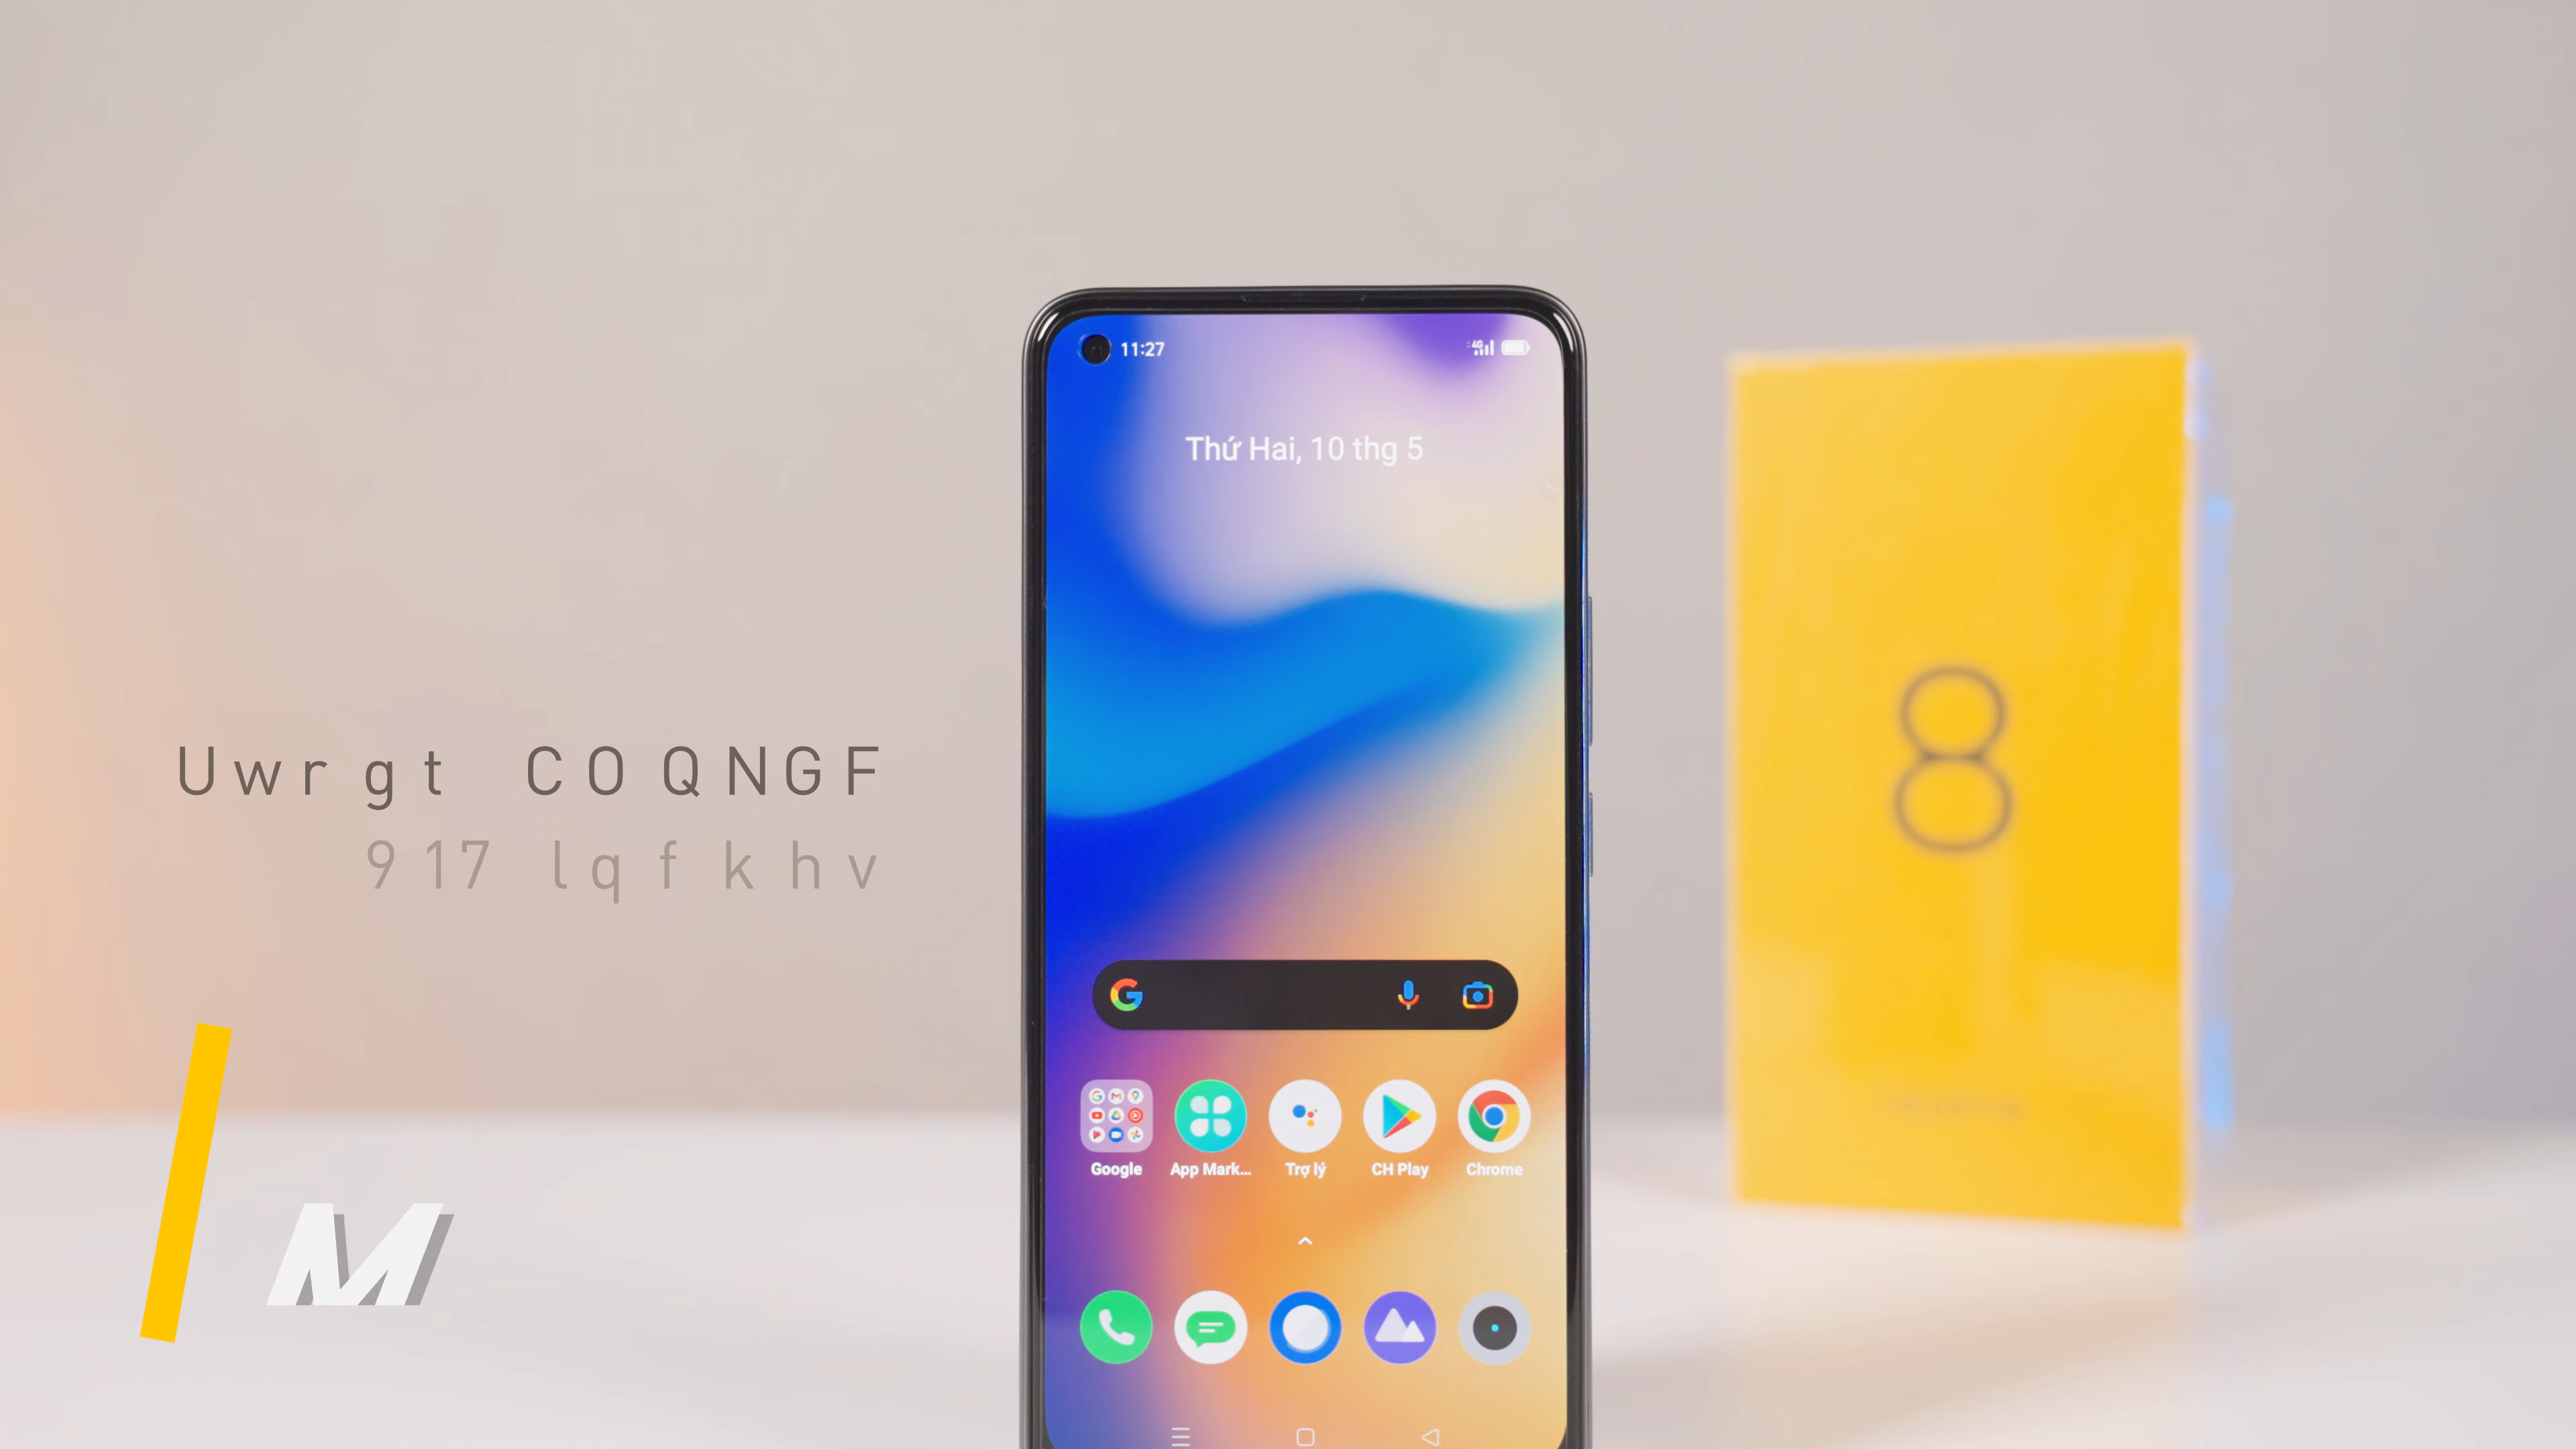 11:27
4G
Thứ Hai, 10 thg 5
8
Uwrgt COQNGF
917 lqfkhv
Google
App Mark...
Trợ lý
CH Play
Chrome
M